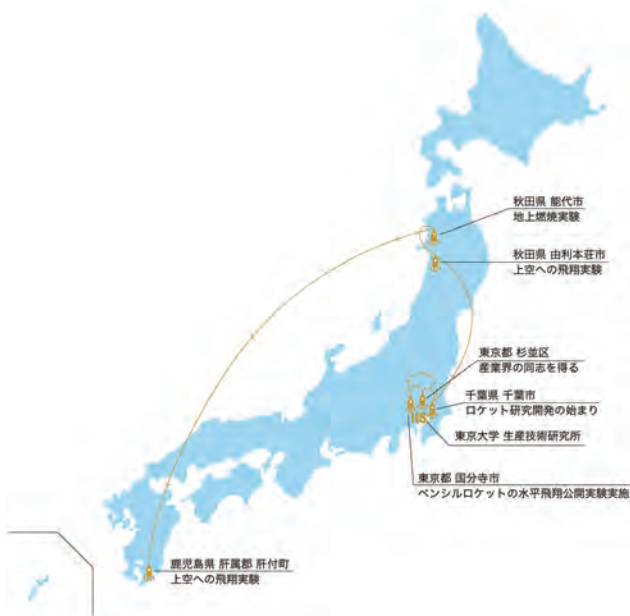 秋田県 能代市
地上燃焼実験
秋田県 由利本荘市
上空への飛翔実験
東京都 杉並区
産業界の同志を得る
千葉県 千葉市
ロケット研究開発の始まり
IIS
東京大学 生産技術研究所
東京都 国分寺市
ペンシルロケットの水平飛翔公開実験実施
鹿児島県 肝属郡 肝付町
上空への飛翔実験